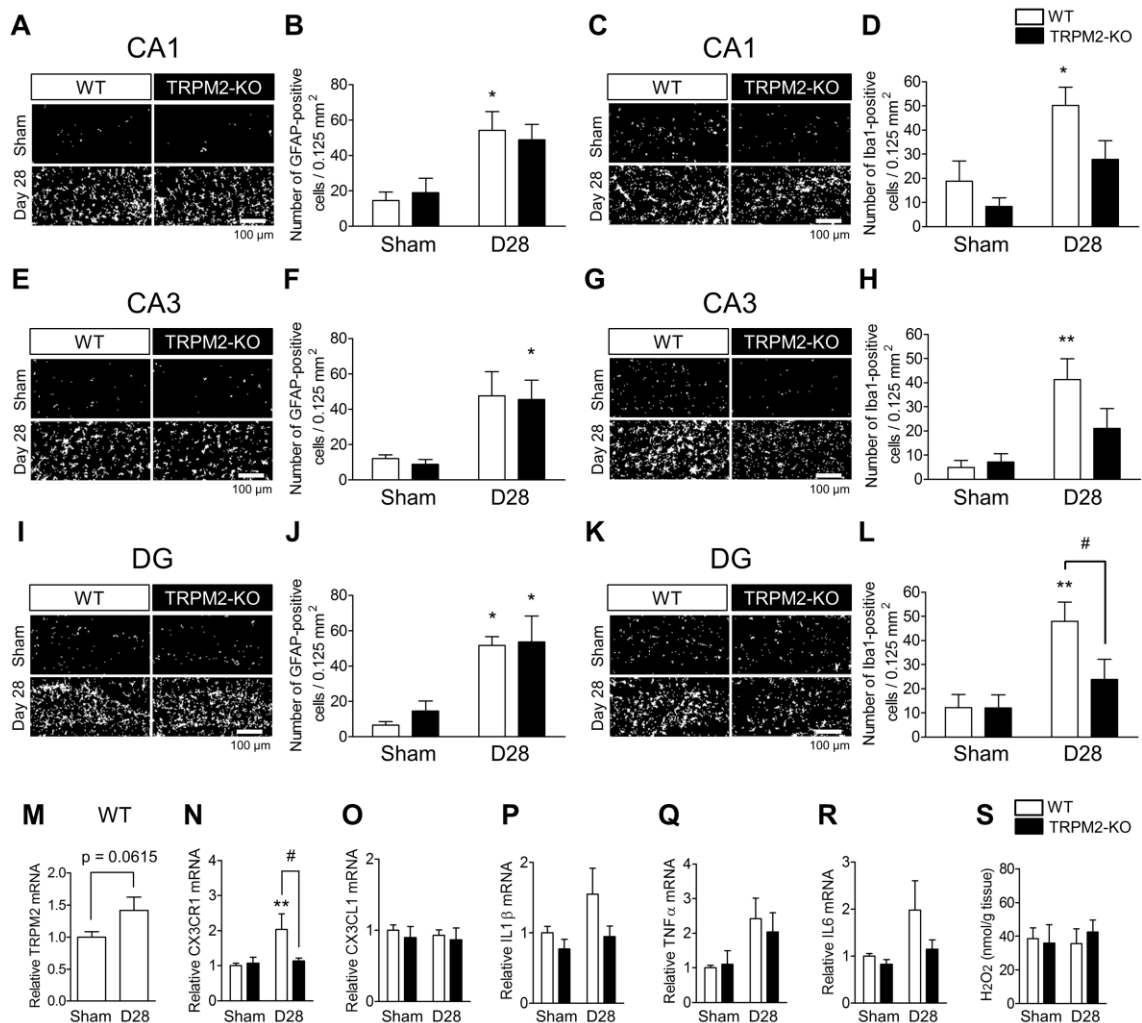 A
CA1
WT
TRPM2-KO
Sham
Day 28
100 µm
B
Number of GFAP-positive
cells / 0.125 mm²
80
60
40
20
0
*
Sham
D28
C
CA1
WT
TRPM2-KO
Sham
Day 28
100 µm
D
WT
TRPM2-KO
Number of Iba1-positive
cells / 0.125 mm²
60
50
40
30
20
10
0
*
Sham
D28
E
CA3
WT
TRPM2-KO
Sham
Day 28
100 µm
F
Number of GFAP-positive
cells / 0.125 mm²
80
60
40
20
0
*
Sham
D28
G
CA3
WT
TRPM2-KO
Sham
Day 28
100 µm
H
Number of Iba1-positive
cells / 0.125 mm²
60
50
40
30
20
10
0
**
Sham
D28
I
DG
WT
TRPM2-KO
Sham
Day 28
100 µm
J
Number of GFAP-positive
cells / 0.125 mm²
80
60
40
20
0
*
*
Sham
D28
K
DG
WT
TRPM2-KO
Sham
Day 28
100 µm
L
Number of Iba1-positive
cells / 0.125 mm²
60
50
40
30
20
10
0
#
**
Sham
D28
M
WT
p = 0.0615
Relative TRPM2 mRNA
2.0
1.5
1.0
0.5
0.0
Sham
D28
N
Relative CX3CR1 mRNA
4
3
2
1
0
#
**
Sham
D28
O
Relative CX3CL1 mRNA
2
1
0
Sham
D28
P
Relative IL1β mRNA
2
1
0
Sham
D28
Q
Relative TNFα mRNA
4
3
2
1
0
Sham
D28
R
Relative IL6 mRNA
3
2
1
0
Sham
D28
S
WT
TRPM2-KO
H₂O₂ (nmol/g tissue)
80
60
40
20
0
Sham
D28